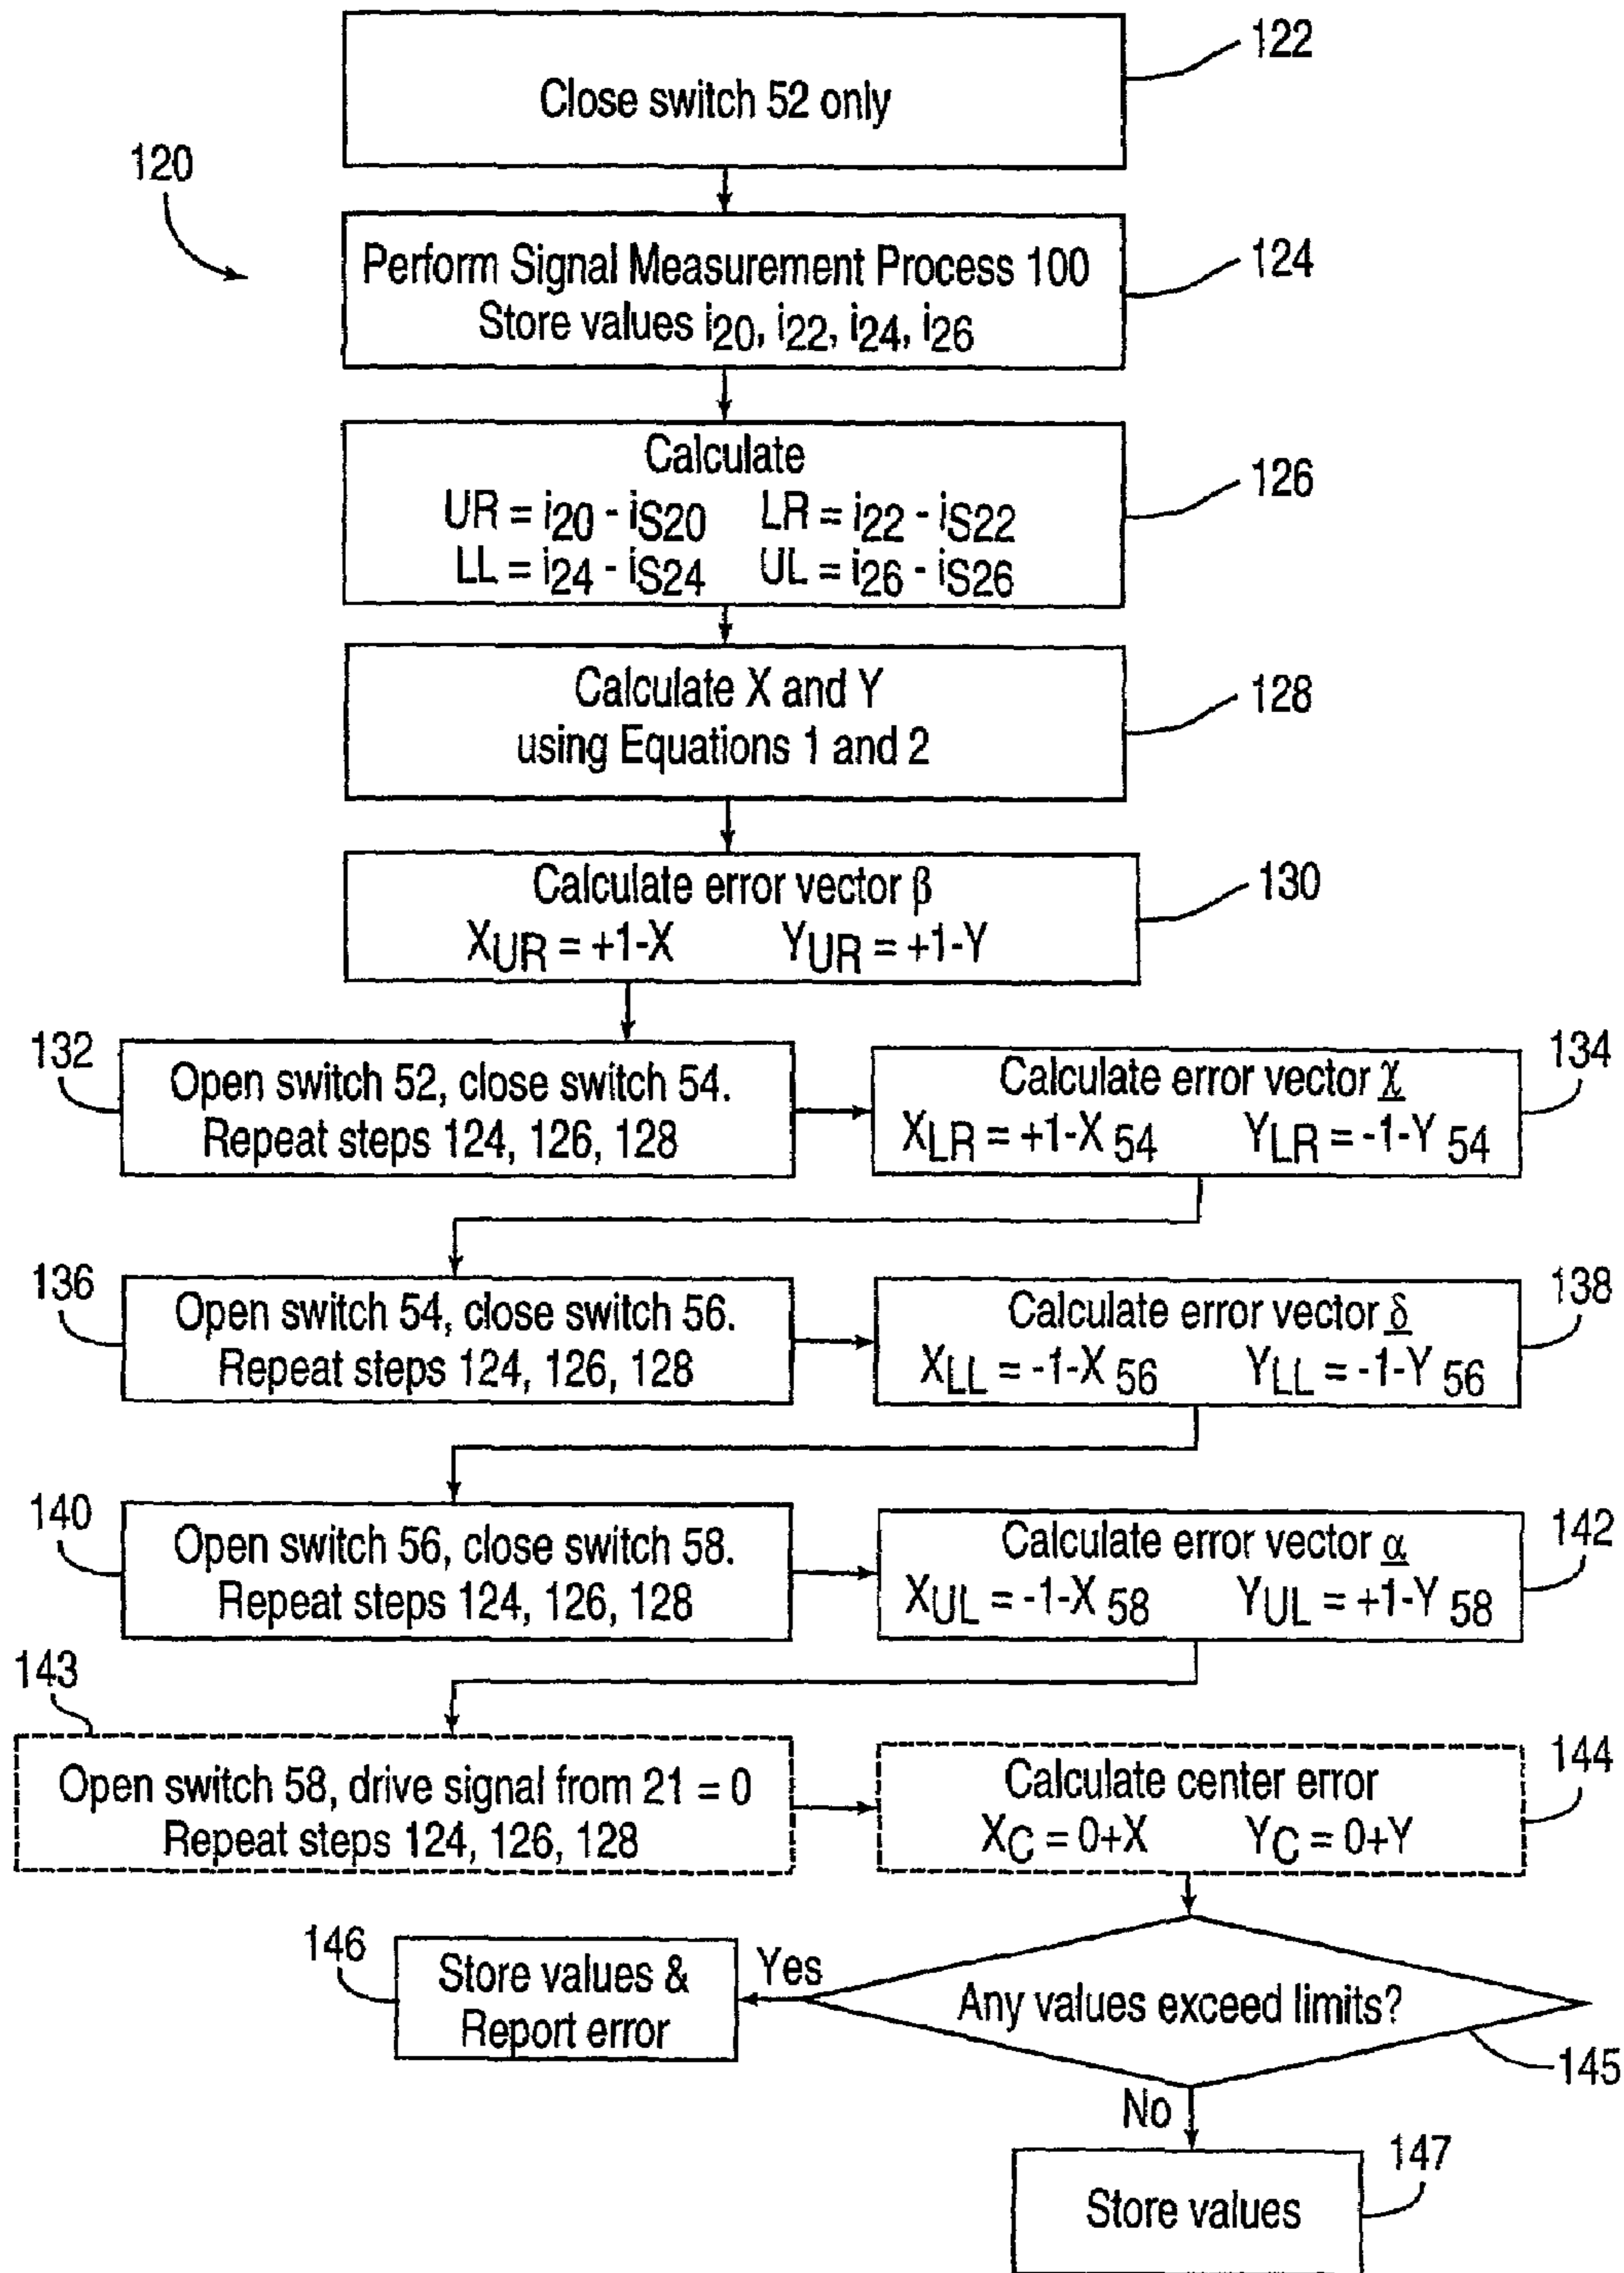 122
Close switch 52 only
120
Perform Signal Measurement Process 100
Store values i20, i22, i24, i26
124
Calculate
UR = i20 - iS20 LR = i22 - iS22
LL = i24 - iS24 UL = i26 - iS26
126
Calculate X and Y
using Equations 1 and 2
128
Calculate error vector β
XUR = +1-X YUR = +1-Y
130
132
Open switch 52, close switch 54.
Repeat steps 124, 126, 128
Calculate error vector χ
XLR = +1-X 54 YLR = -1-Y 54
134
136
Open switch 54, close switch 56.
Repeat steps 124, 126, 128
Calculate error vector δ
XLL = -1-X 56 YLL = -1-Y 56
138
140
Open switch 56, close switch 58.
Repeat steps 124, 126, 128
Calculate error vector α
XUL = -1-X 58 YUL = +1-Y 58
142
143
Open switch 58, drive signal from 21 = 0
Repeat steps 124, 126, 128
Calculate center error
XC = 0+X YC = 0+Y
144
146
Store values &
Report error
Yes
Any values exceed limits?
145
No
147
Store values